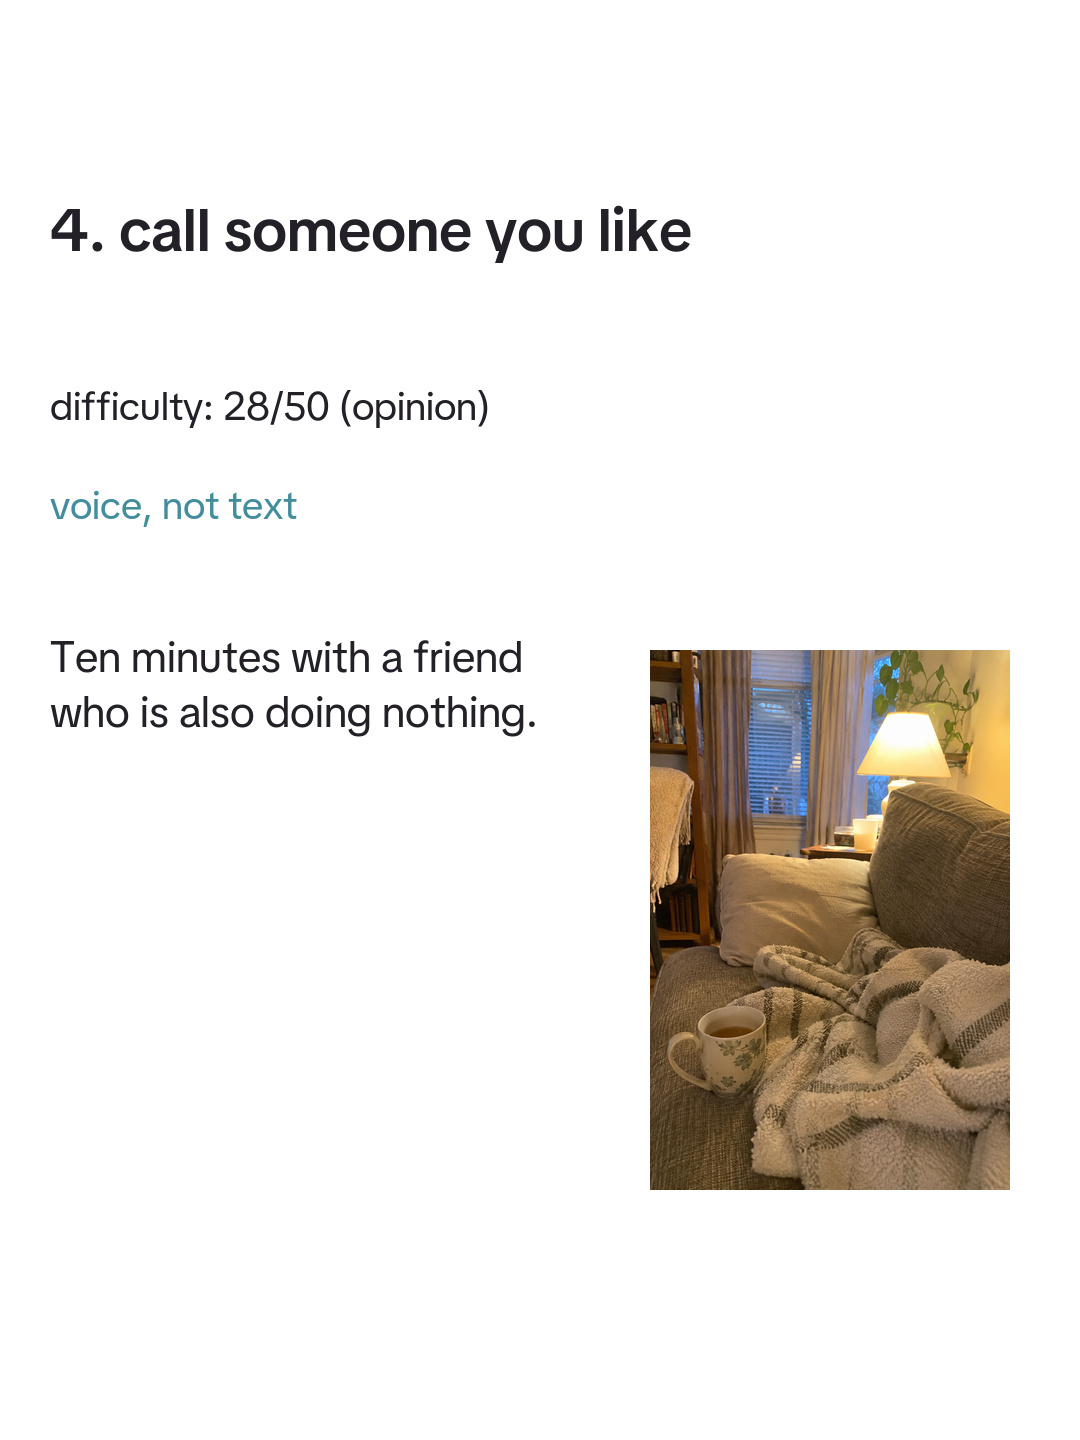 4. call someone you like
difficulty: 28/50 (opinion)
voice, not text
Ten minutes with a friend
who is also doing nothing.